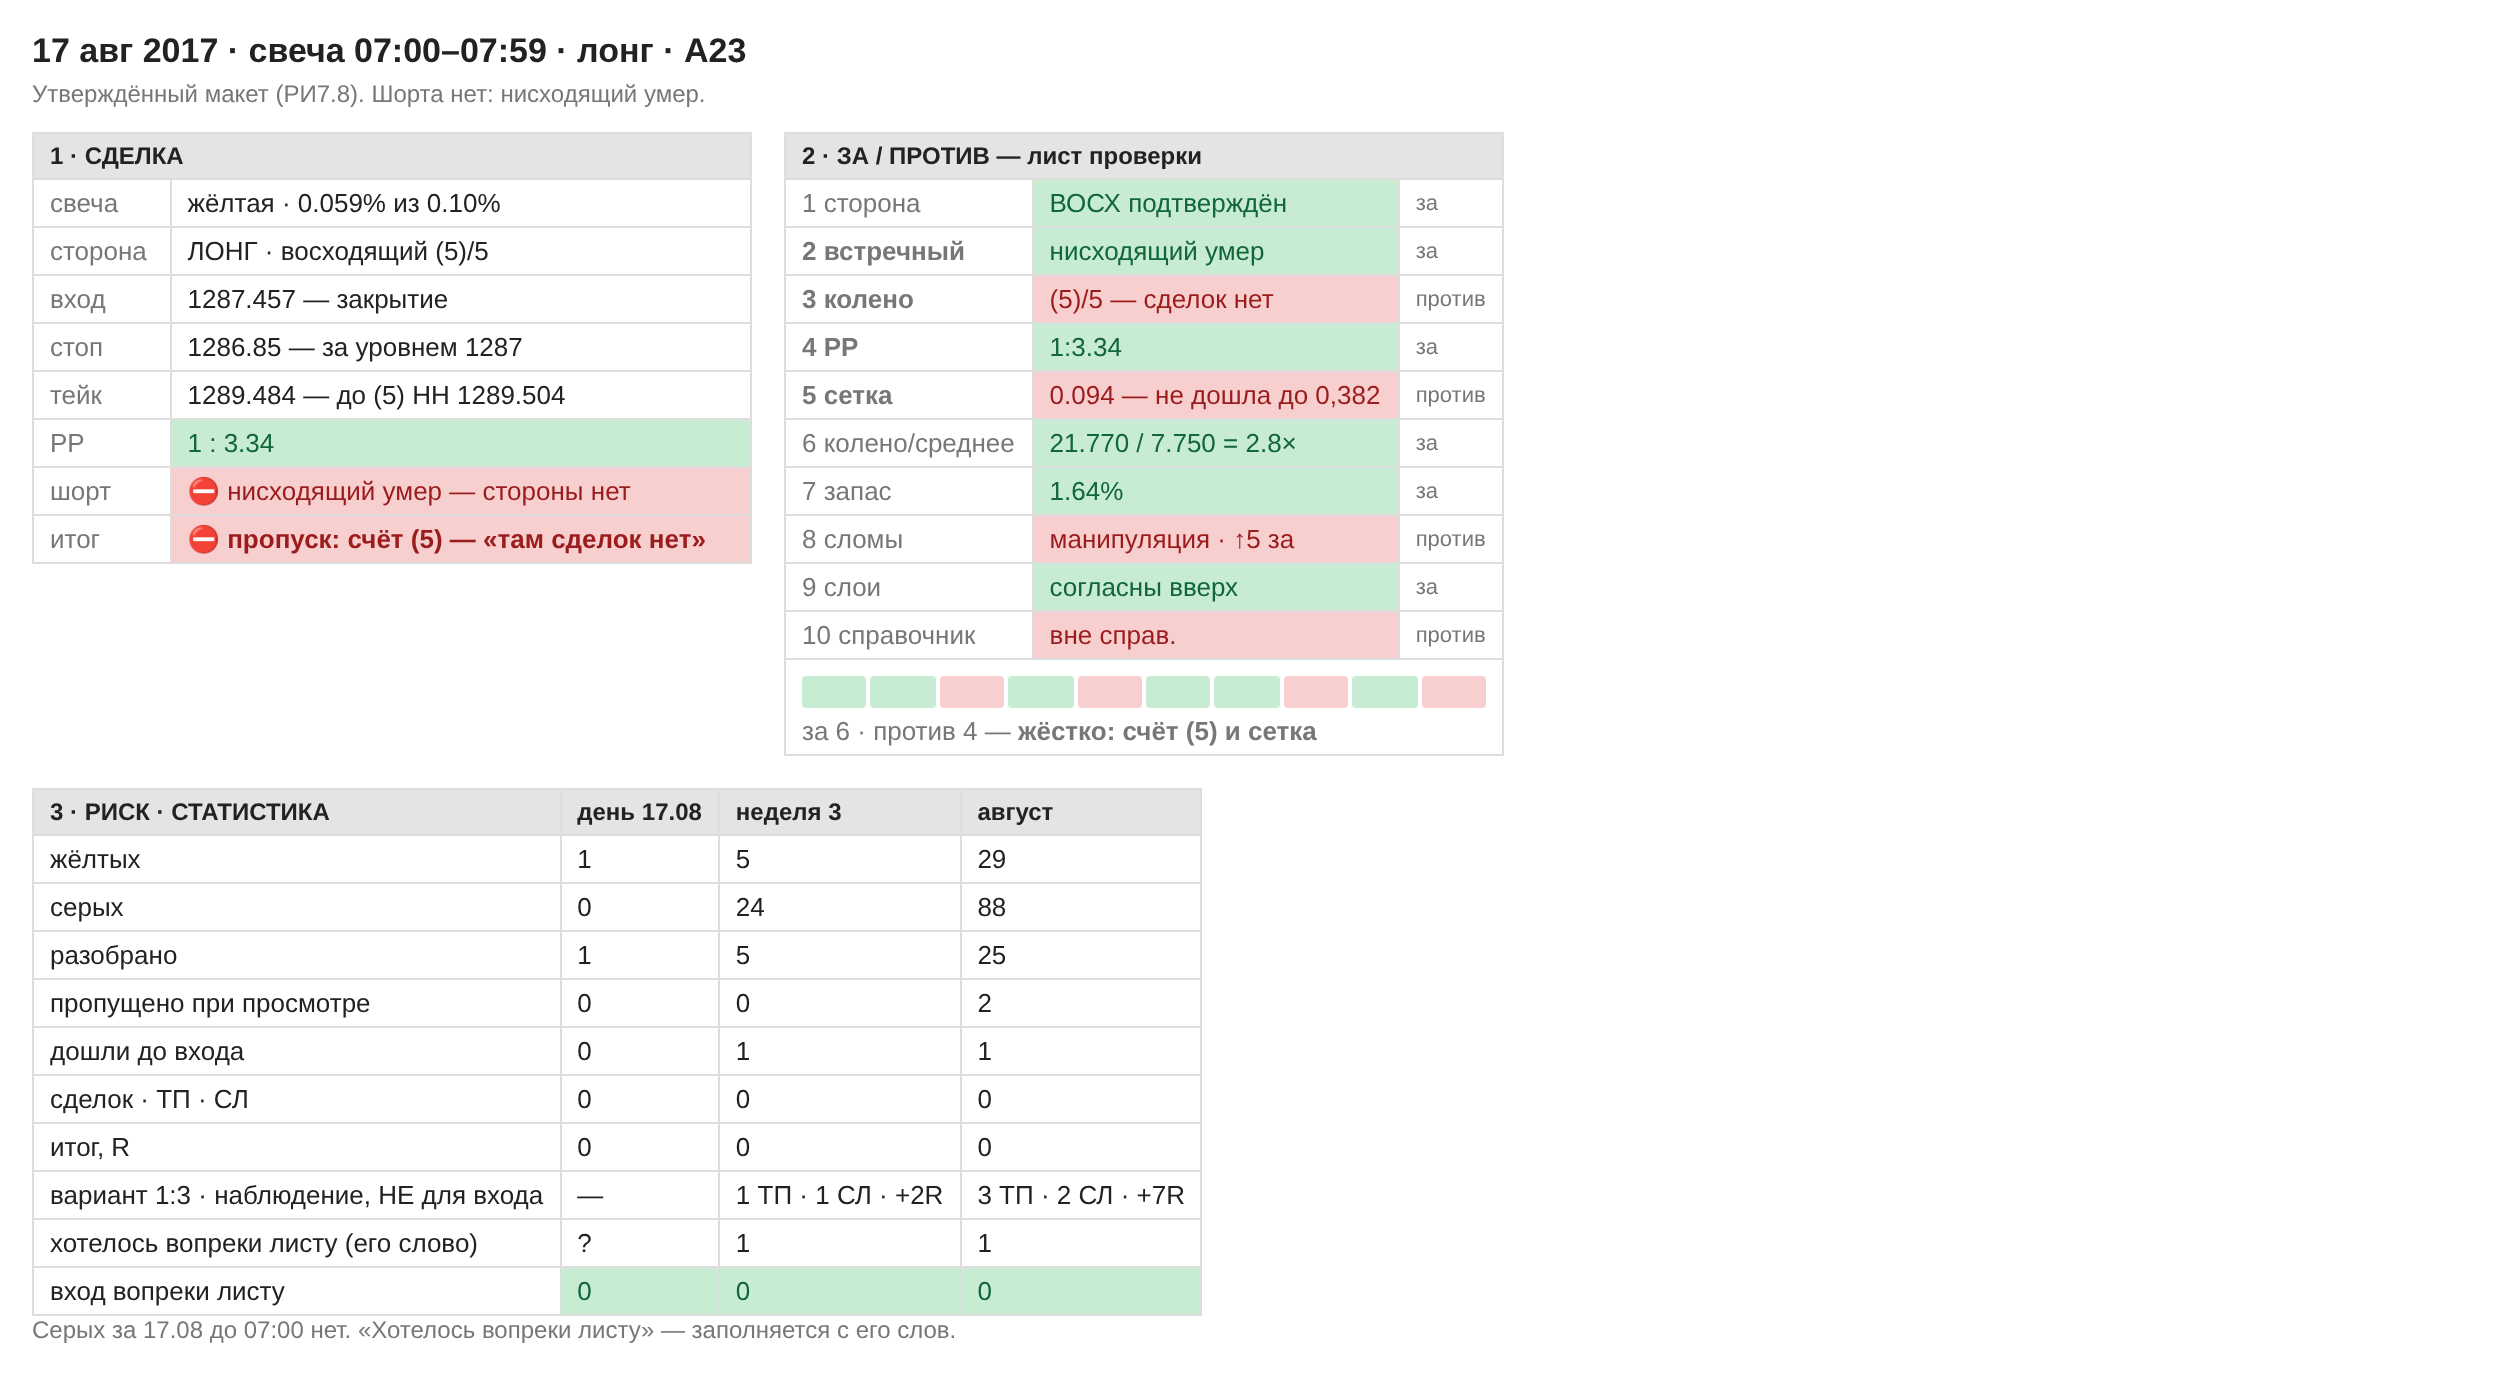 17 авг 2017 · свеча 07:00–07:59 · лонг · А23
Утверждённый макет (РИ7.8). Шорта нет: нисходящий умер.
1 · СДЕЛКА
свеча жёлтая · 0.059% из 0.10%
сторона ЛОНГ · восходящий (5)/5
вход 1287.457 — закрытие
стоп 1286.85 — за уровнем 1287
тейк 1289.484 — до (5) HH 1289.504
РР 1 : 3.34
шорт ⛔ нисходящий умер — стороны нет
итог ⛔ пропуск: счёт (5) — «там сделок нет»
2 · ЗА / ПРОТИВ — лист проверки
1 сторона ВОСХ подтверждён за
2 встречный нисходящий умер за
3 колено (5)/5 — сделок нет против
4 РР 1:3.34 за
5 сетка 0.094 — не дошла до 0,382 против
6 колено/среднее 21.770 / 7.750 = 2.8× за
7 запас 1.64% за
8 сломы манипуляция · ↑5 за против
9 слои согласны вверх за
10 справочник вне справ. против
за 6 · против 4 — жёстко: счёт (5) и сетка
3 · РИСК · СТАТИСТИКА день 17.08 неделя 3 август
жёлтых 1 5 29
серых 0 24 88
разобрано 1 5 25
пропущено при просмотре 0 0 2
дошли до входа 0 1 1
сделок · ТП · СЛ 0 0 0
итог, R 0 0 0
вариант 1:3 · наблюдение, НЕ для входа — 1 ТП · 1 СЛ · +2R 3 ТП · 2 СЛ · +7R
хотелось вопреки листу (его слово) ? 1 1
вход вопреки листу 0 0 0
Серых за 17.08 до 07:00 нет. «Хотелось вопреки листу» — заполняется с его слов.